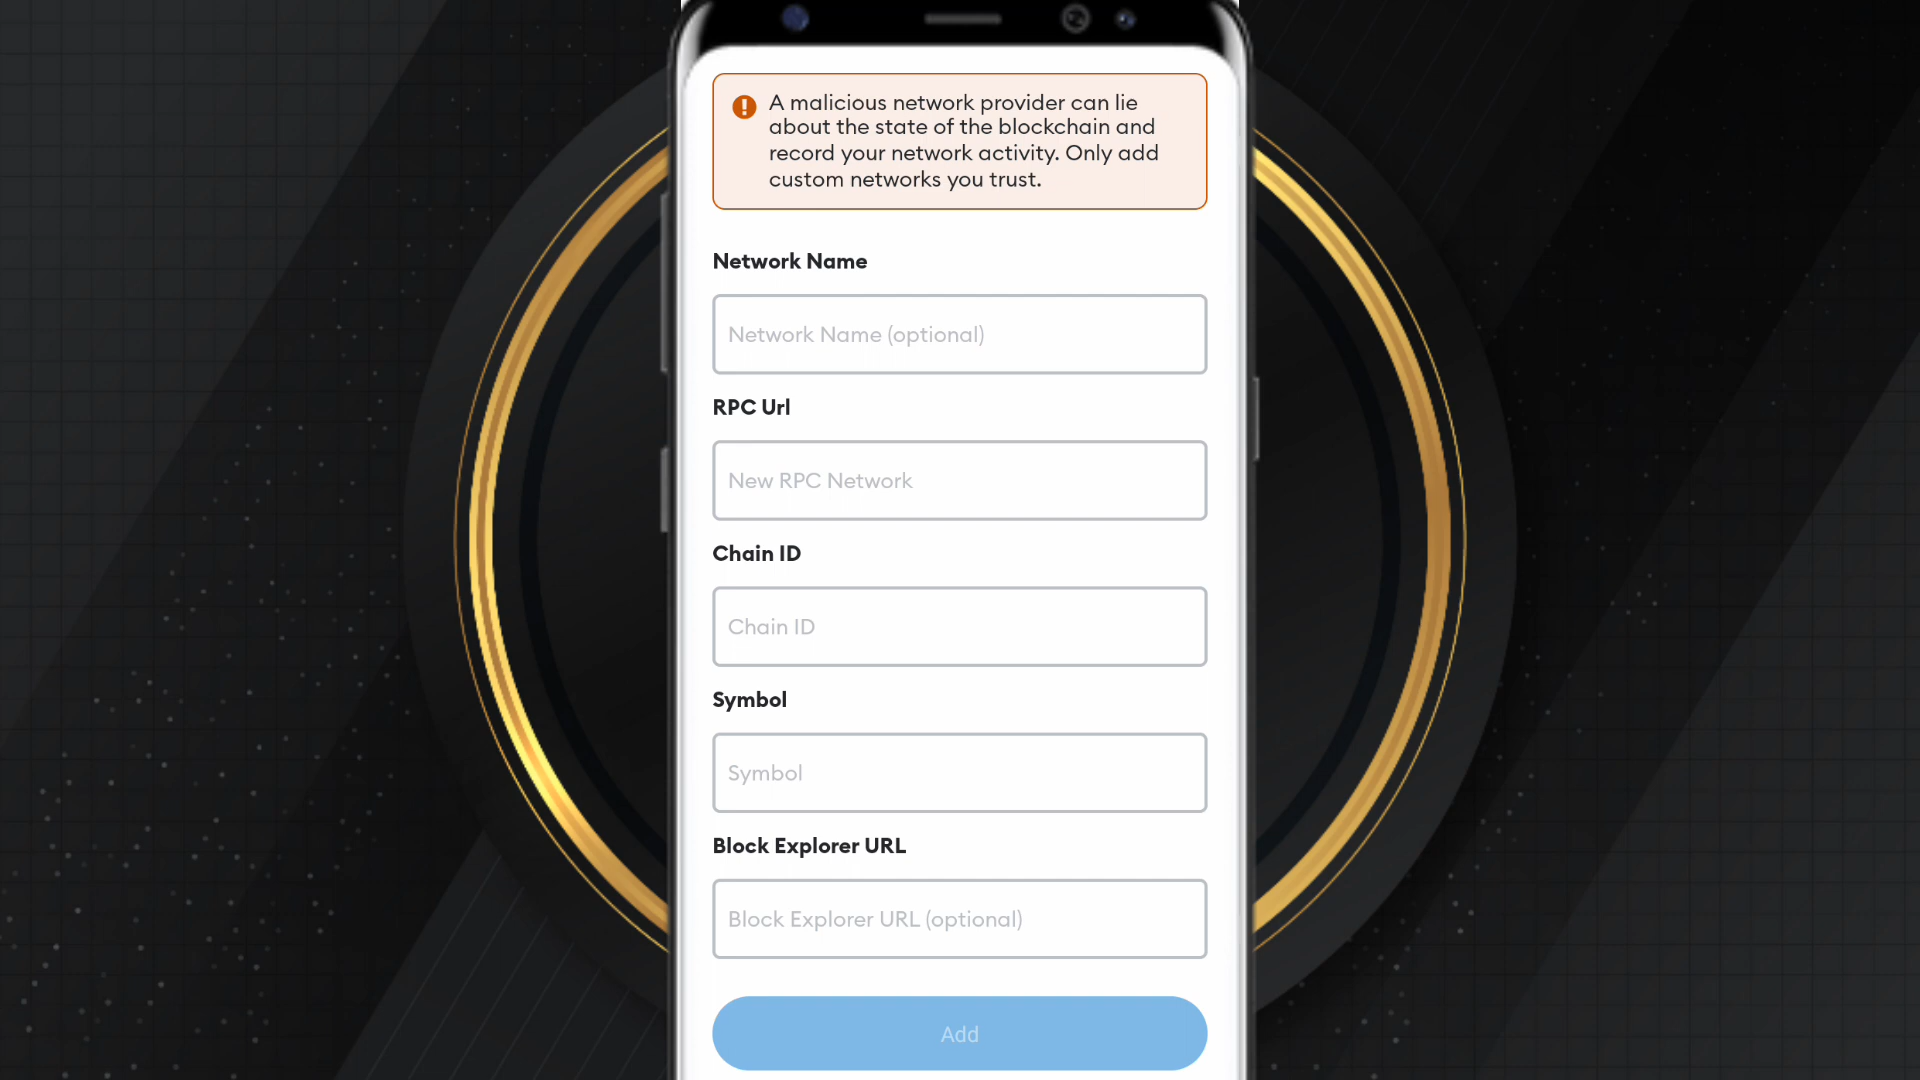 A malicious network provider can lie
about the state of the blockchain and
record your network activity. Only add
custom networks you trust.
Network Name
Network Name (optional)
RPC Url
New RPC Network
Chain ID
Chain ID
Symbol
Symbol
Block Explorer URL
Block Explorer URL (optional)
Add